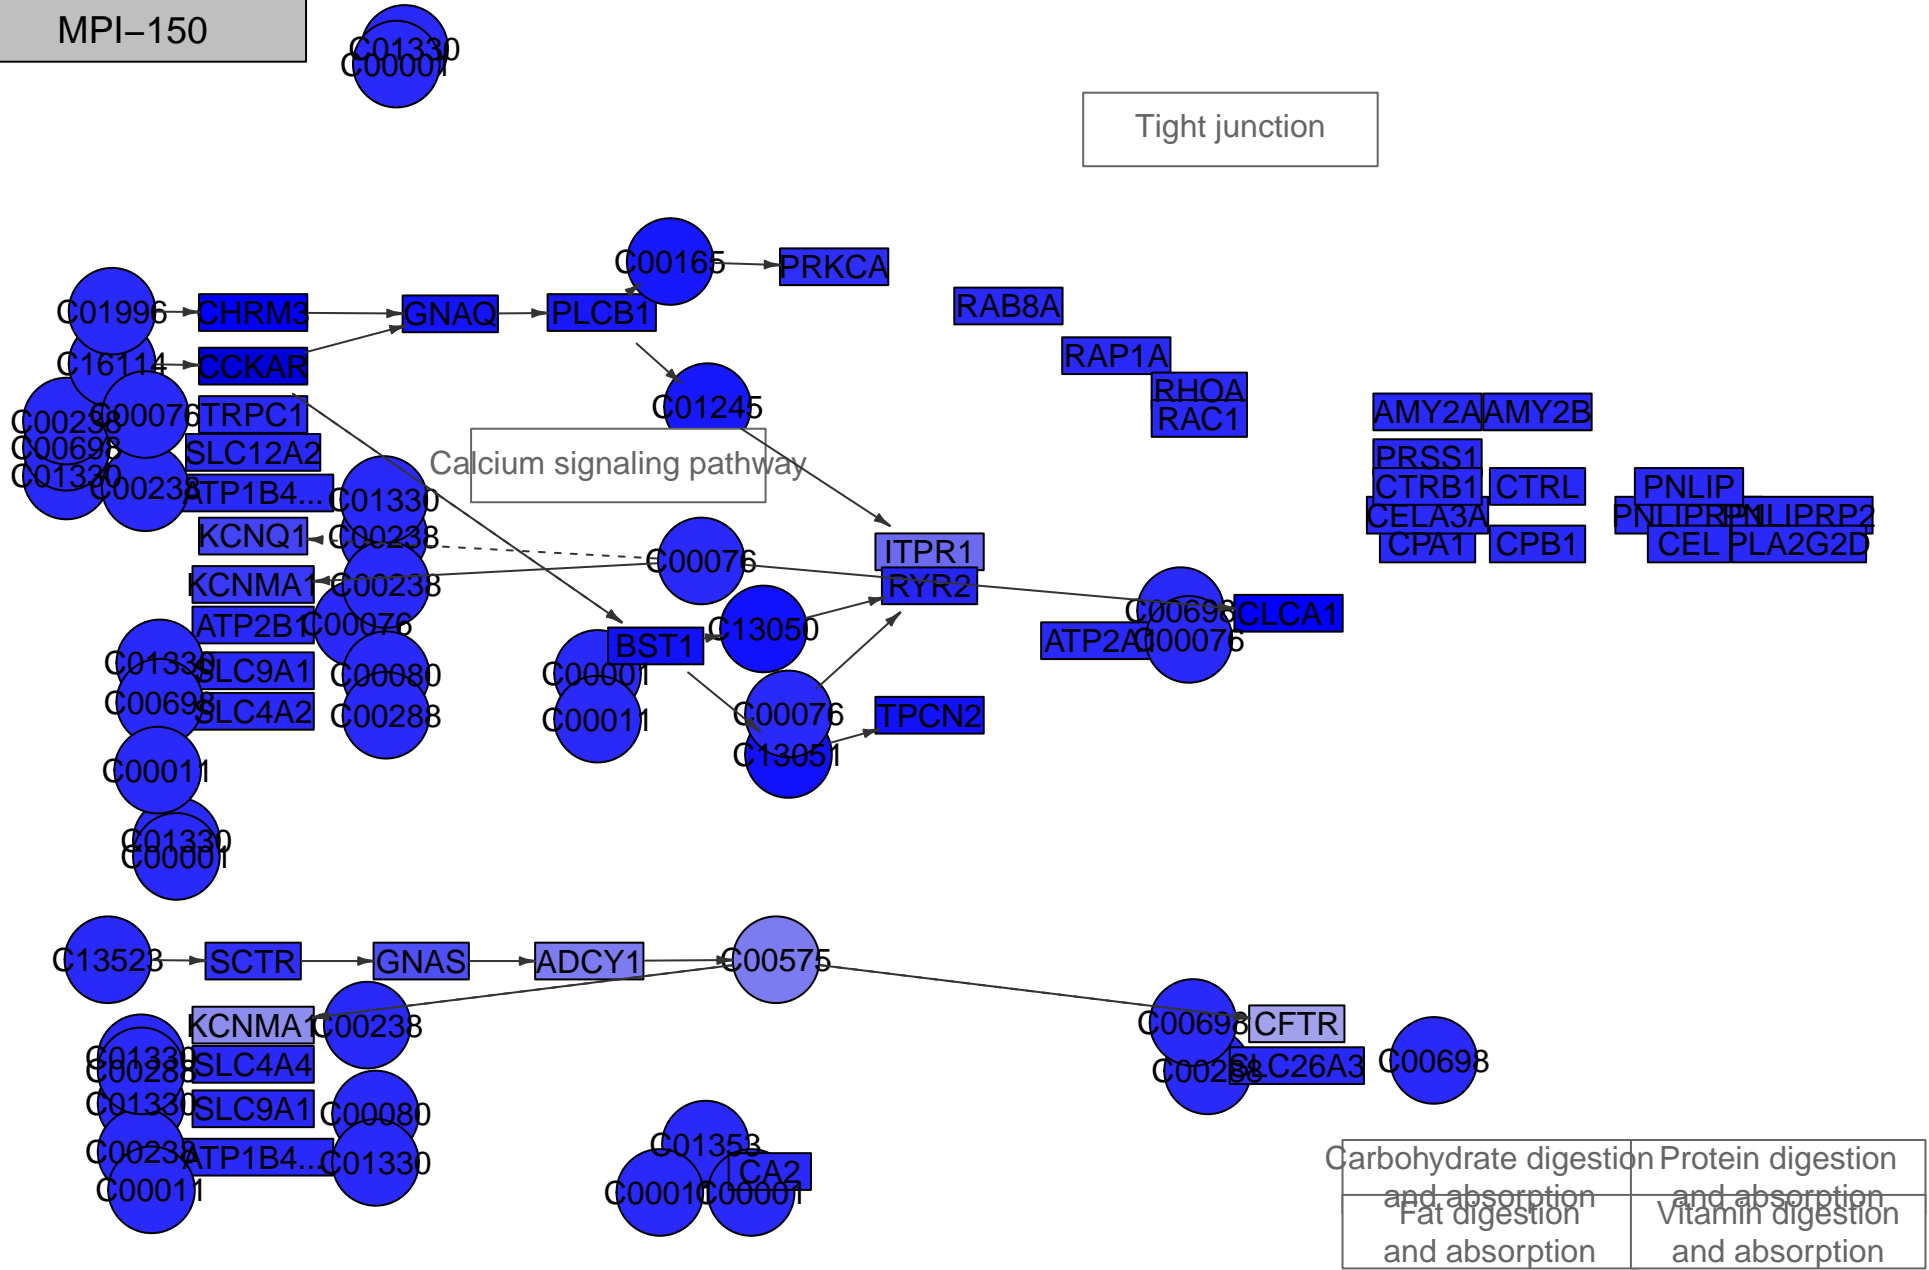 MPI−150
C01330
C00001
Tight junction
C00165
PRKCA
C01996
CHRM3
GNAQ
PLCB1
RAB8A
C16114
CCKAR
RAP1A
RHOA
RAC1
C01245
C00238
C00076
TRPC1
AMY2A
AMY2B
C00698
SLC12A2
Calcium signaling pathway
PRSS1
C01330
C00238
ATP1B4...
C01330
CTRB1
CTRL
PNLIP
CELA3A
PNLIPRP1
PNLIPRP2
KCNQ1
C00238
CPA1
CPB1
CEL
PLA2G2D
C00076
ITPR1
KCNMA1
C00238
RYR2
ATP2B1
C00076
C13050
C00698
CLCA1
BST1
ATP2A1
C00076
C01330
SLC9A1
C00080
C00001
C00698
SLC4A2
C00288
C00011
C00076
TPCN2
C13051
C00011
C01330
C00001
C13523
SCTR
GNAS
ADCY1
C00575
KCNMA1
C00238
C00698
CFTR
C01330
C00288
SLC4A4
C00288
SLC26A3
C00698
C01330
SLC9A1
C00080
C00238
ATP1B4...
C01330
C00011
C01353
CA2
C00011
C00001
Carbohydrate digestion
and absorption
Protein digestion
and absorption
Fat digestion
and absorption
Vitamin digestion
and absorption